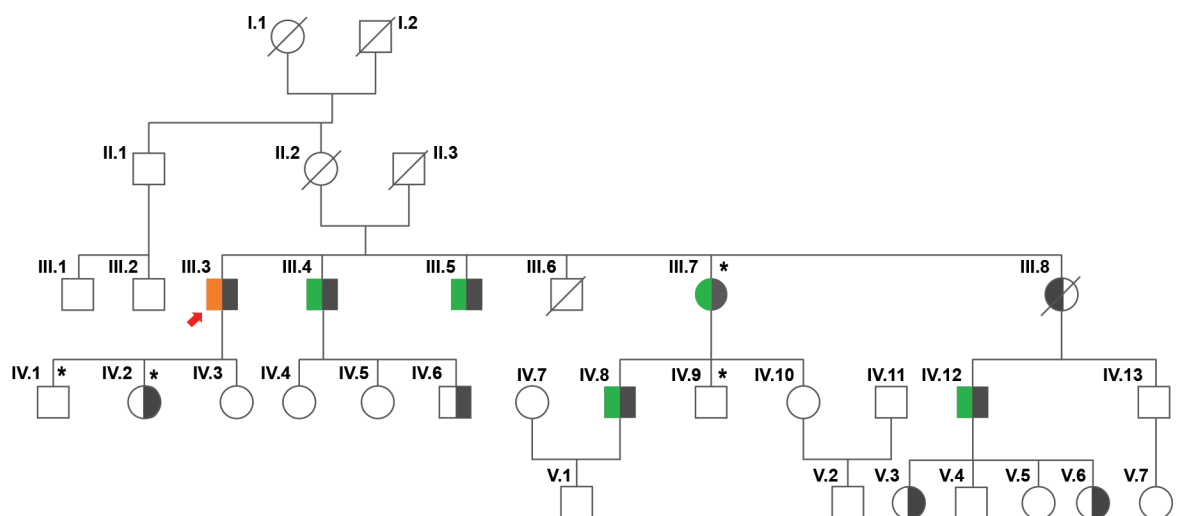 I.1 I.2
II.1 II.2 II.3
III.1 III.2 III.3 III.4 III.5 III.6 III.7 * III.8
IV.1 * IV.2 * IV.3 IV.4 IV.5 IV.6 IV.7 IV.8 IV.9 * IV.10 IV.11 IV.12 IV.13
V.1 V.2 V.3 V.4 V.5 V.6 V.7